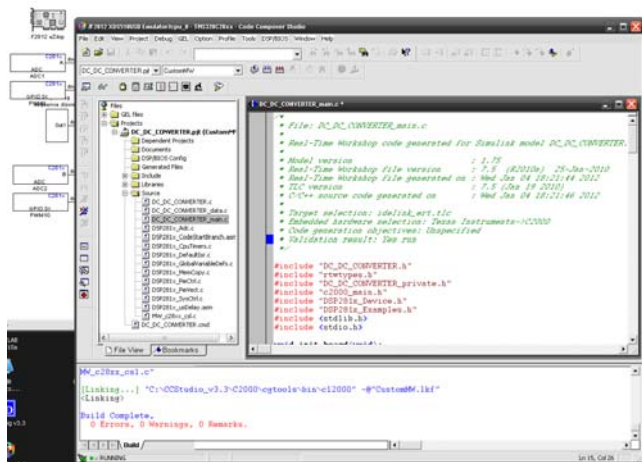 F2812 XDS510USB Emulator/cpu_0 - TMS320C28xx - Code Composer Studio
File Edit View Project Debug GEL Option Profile Tools DSP/BIOS Window Help
DC_DC_CONVERTER.pjt
CustomMW
F2812 eZdsp
C281x
ADC
ADC1
C281x
Out1
C281x
ADC
ADC2
C281x
Files
GEL files
Projects
DC_DC_CONVERTER.pjt (CustomM
Dependent Projects
Documents
DSP/BIOS Config
Generated Files
Include
Libraries
Source
DC_DC_CONVERTER.c
DC_DC_CONVERTER_data.c
DC_DC_CONVERTER_main.c
DSP281x_Adc.c
DSP281x_CodeStartBranch.asm
DSP281x_CpuTimers.c
DSP281x_DefaultIsr.c
DSP281x_GlobalVariableDefs.c
DSP281x_MemCopy.c
DSP281x_PieCtrl.c
DSP281x_PieVect.c
DSP281x_SysCtrl.c
DSP281x_usDelay.asm
MW_c28xx_csl.c
DC_DC_CONVERTER.cmd
File View
Bookmarks
DC_DC_CONVERTER_main.c *
/*
* File: DC_DC_CONVERTER_main.c
*
* Real-Time Workshop code generated for Simulink model DC_DC_CONVERTER.
*
* Model version : 1.75
* Real-Time Workshop file version : 7.5 (R2010a) 25-Jan-2010
* Real-Time Workshop file generated on : Wed Jan 04 18:21:44 2012
* TLC version : 7.5 (Jan 19 2010)
* C/C++ source code generated on : Wed Jan 04 18:21:46 2012
*
* Target selection: idelink_ert.tlc
* Embedded hardware selection: Texas Instruments->C2000
* Code generation objectives: Unspecified
* Validation result: Not run
*/
#include "DC_DC_CONVERTER.h"
#include "rtwtypes.h"
#include "DC_DC_CONVERTER_private.h"
#include "c2000_main.h"
#include "DSP281x_Device.h"
#include "DSP281x_Examples.h"
#include <stdlib.h>
#include <stdio.h>
void init_board(void);
MW_c28xx_csl.c"
[Linking...] "C:\CCStudio_v3.3\C2000\cgtools\bin\cl2000" -@"CustomMW.lkf"
<Linking>
Build Complete,
0 Errors, 0 Warnings, 0 Remarks.
Build
RUNNING
Ln 15, Col 26